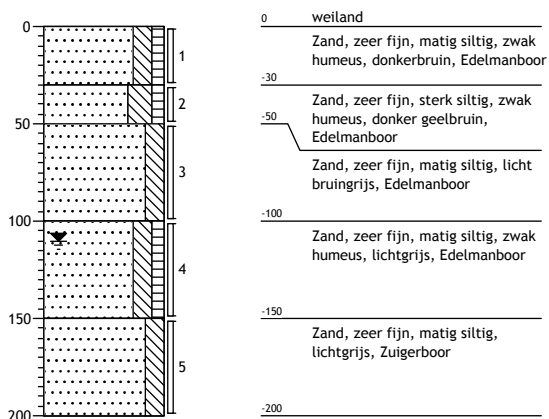 0
50
100
150
200
1
2
3
4
5
0 weiland
Zand, zeer fijn, matig siltig, zwak
humeus, donkerbruin, Edelmanboor
-30
Zand, zeer fijn, sterk siltig, zwak
humeus, donker geelbruin,
Edelmanboor
-50
Zand, zeer fijn, matig siltig, licht
bruingrijs, Edelmanboor
-100
Zand, zeer fijn, matig siltig, zwak
humeus, lichtgrijs, Edelmanboor
-150
Zand, zeer fijn, matig siltig,
lichtgrijs, Zuigerboor
-200